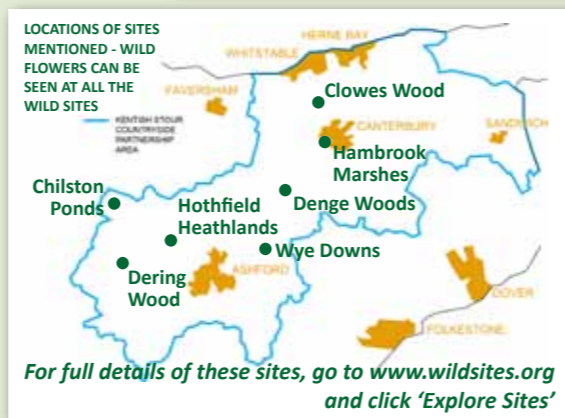 LOCATIONS OF SITES
MENTIONED - WILD
FLOWERS CAN BE
SEEN AT ALL THE
WILD SITES
HERNE BAY
WHITSTABLE
FAVERSHAM
Clowes Wood
KENTISH STOUR
COUNTRYSIDE
PARTNERSHIP
AREA
CANTERBURY
SANDWICH
Hambrook
Marshes
Chilston
Ponds
Hothfield
Heathlands
Denge Woods
Wye Downs
Dering
Wood
ASHFORD
DOVER
FOLKESTONE
For full details of these sites, go to www.wildsites.org
and click ‘Explore Sites’